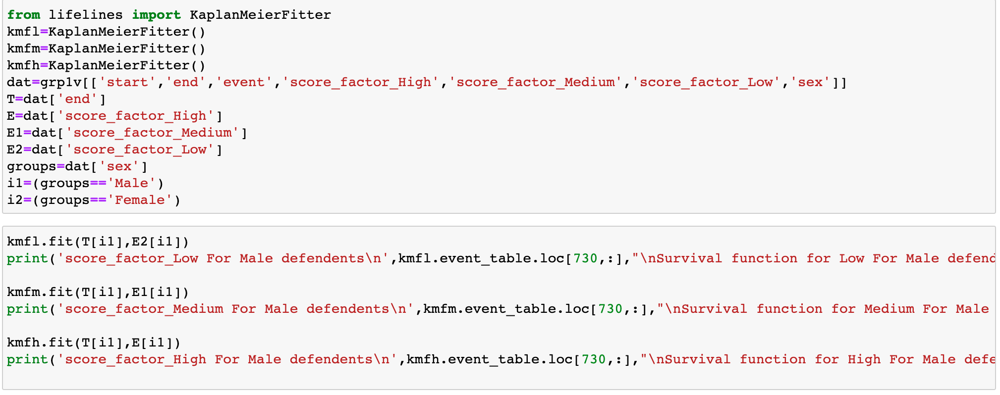 from lifelines import KaplanMeierFitter
kmfl=KaplanMeierFitter()
kmfm=KaplanMeierFitter()
kmfh=KaplanMeierFitter()
dat=grp1v[['start','end','event','score_factor_High','score_factor_Medium','score_factor_Low','sex']]
T=dat['end']
E=dat['score_factor_High']
E1=dat['score_factor_Medium']
E2=dat['score_factor_Low']
groups=dat['sex']
i1=(groups=='Male')
i2=(groups=='Female')
kmfl.fit(T[i1],E2[i1])
print('score_factor_Low For Male defendents\n',kmfl.event_table.loc[730,:],"\nSurvival function for Low For Male defend
kmfm.fit(T[i1],E1[i1])
print('score_factor_Medium For Male defendents\n',kmfm.event_table.loc[730,:],"\nSurvival function for Medium For Male
kmfh.fit(T[i1],E[i1])
print('score_factor_High For Male defendents\n',kmfh.event_table.loc[730,:],"\nSurvival function for High For Male defe